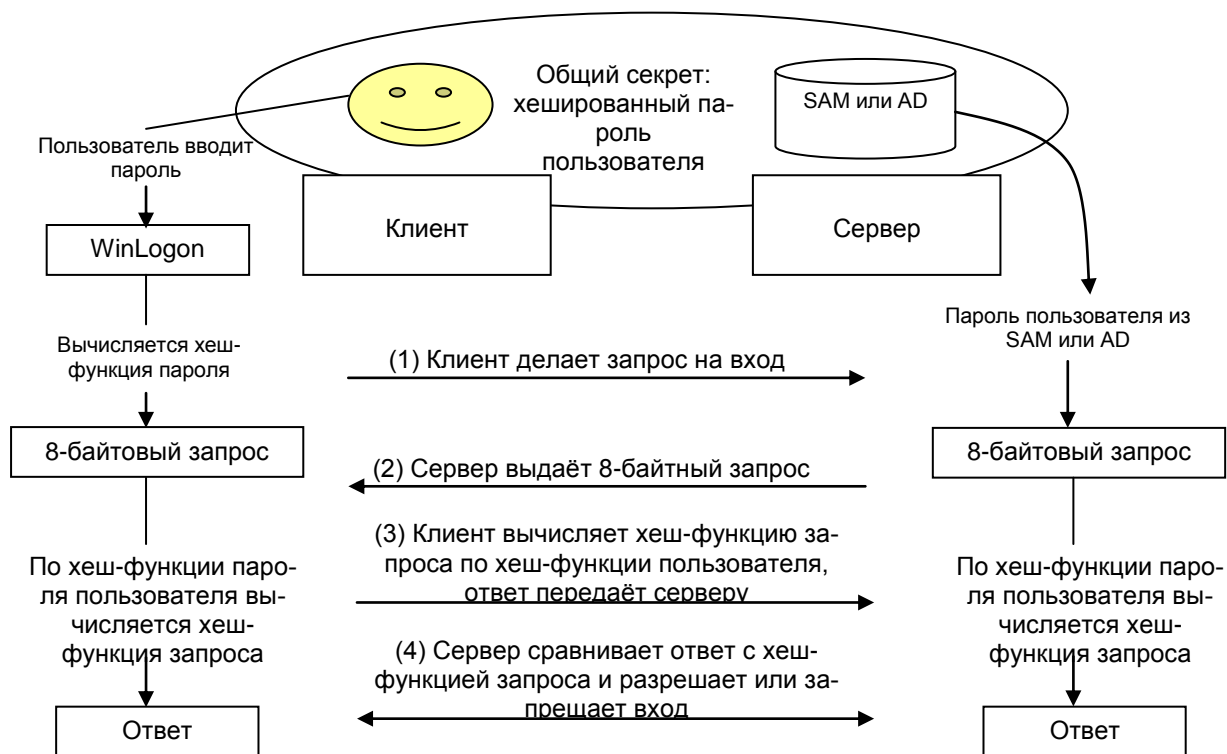 Общий секрет:
хешированный па-
роль
пользователя
SAM или AD
Пользователь вводит
пароль
Клиент
Сервер
WinLogon
Вычисляется хеш-
функция пароля
Пароль пользователя из
SAM или AD
(1) Клиент делает запрос на вход
8-байтовый запрос
8-байтовый запрос
(2) Сервер выдаёт 8-байтный запрос
(3) Клиент вычисляет хеш-функцию за-
проса по хеш-функции пользователя,
ответ передаёт серверу
По хеш-функции паро-
ля пользователя вы-
числяется хеш-
функция запроса
По хеш-функции паро-
ля пользователя вы-
числяется хеш-
функция запроса
(4) Сервер сравнивает ответ с хеш-
функцией запроса и разрешает или за-
прещает вход
Ответ
Ответ